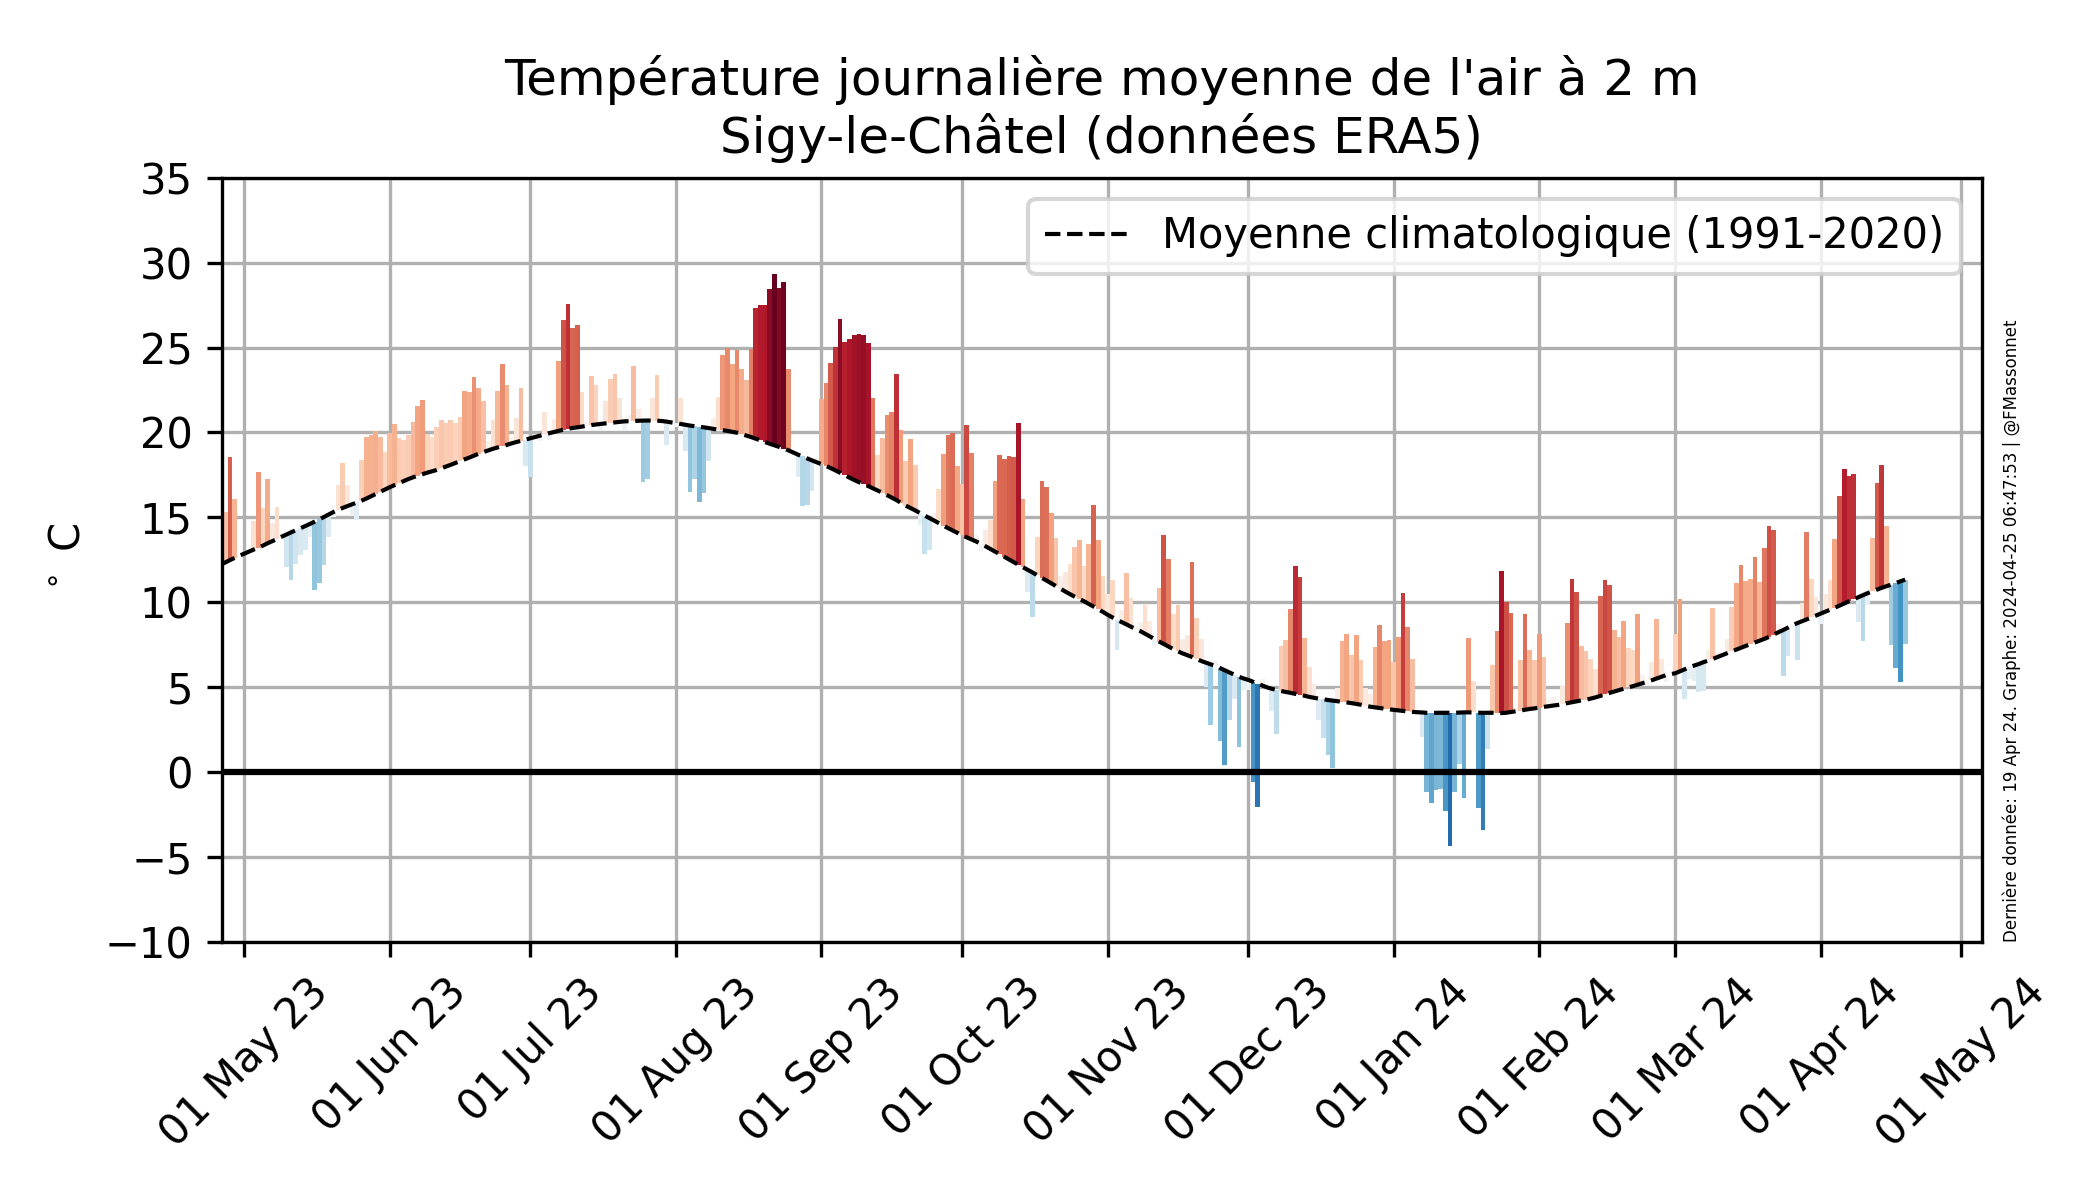 Température journalière moyenne de l'air à 2 m
Sigy-le-Châtel (données ERA5)
35
30
25
20
15
10
5
0
−5
−10
° C
Moyenne climatologique (1991-2020)
01 May 23
01 Jun 23
01 Jul 23
01 Aug 23
01 Sep 23
01 Oct 23
01 Nov 23
01 Dec 23
01 Jan 24
01 Feb 24
01 Mar 24
01 Apr 24
01 May 24
Dernière donnée: 19 Apr 24. Graphe: 2024-04-25 06:47:53 | @FMassonnet